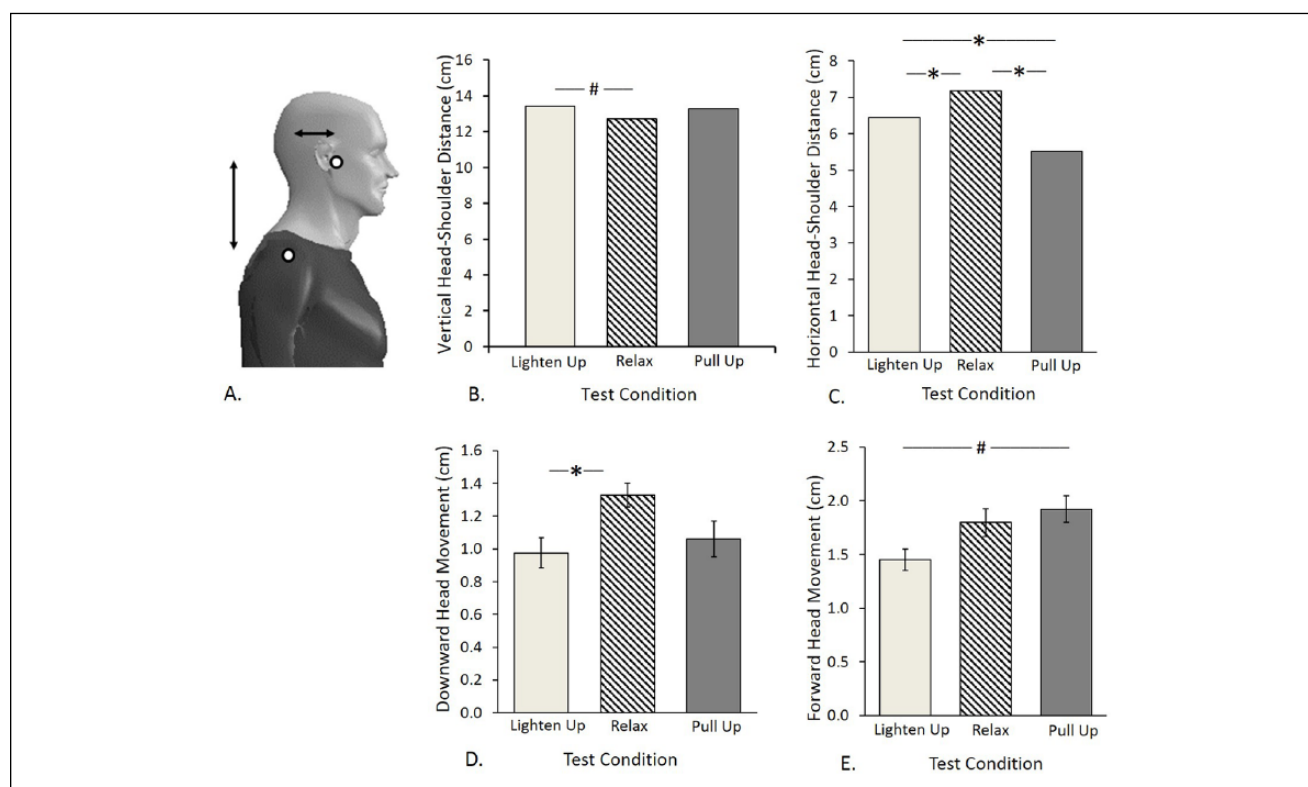 A.
Vertical Head-Shoulder Distance (cm)
16
14
12
10
8
6
4
2
0
#
Lighten Up Relax Pull Up
B. Test Condition
Horizontal Head-Shoulder Distance (cm)
8
7
6
5
4
3
2
1
0
*
* *
Lighten Up Relax Pull Up
C. Test Condition
Downward Head Movement (cm)
1.6
1.4
1.2
1.0
0.8
0.6
0.4
0.2
0.0
*
Lighten Up Relax Pull Up
D. Test Condition
Forward Head Movement (cm)
2.5
2.0
1.5
1.0
0.5
0.0
#
Lighten Up Relax Pull Up
E. Test Condition